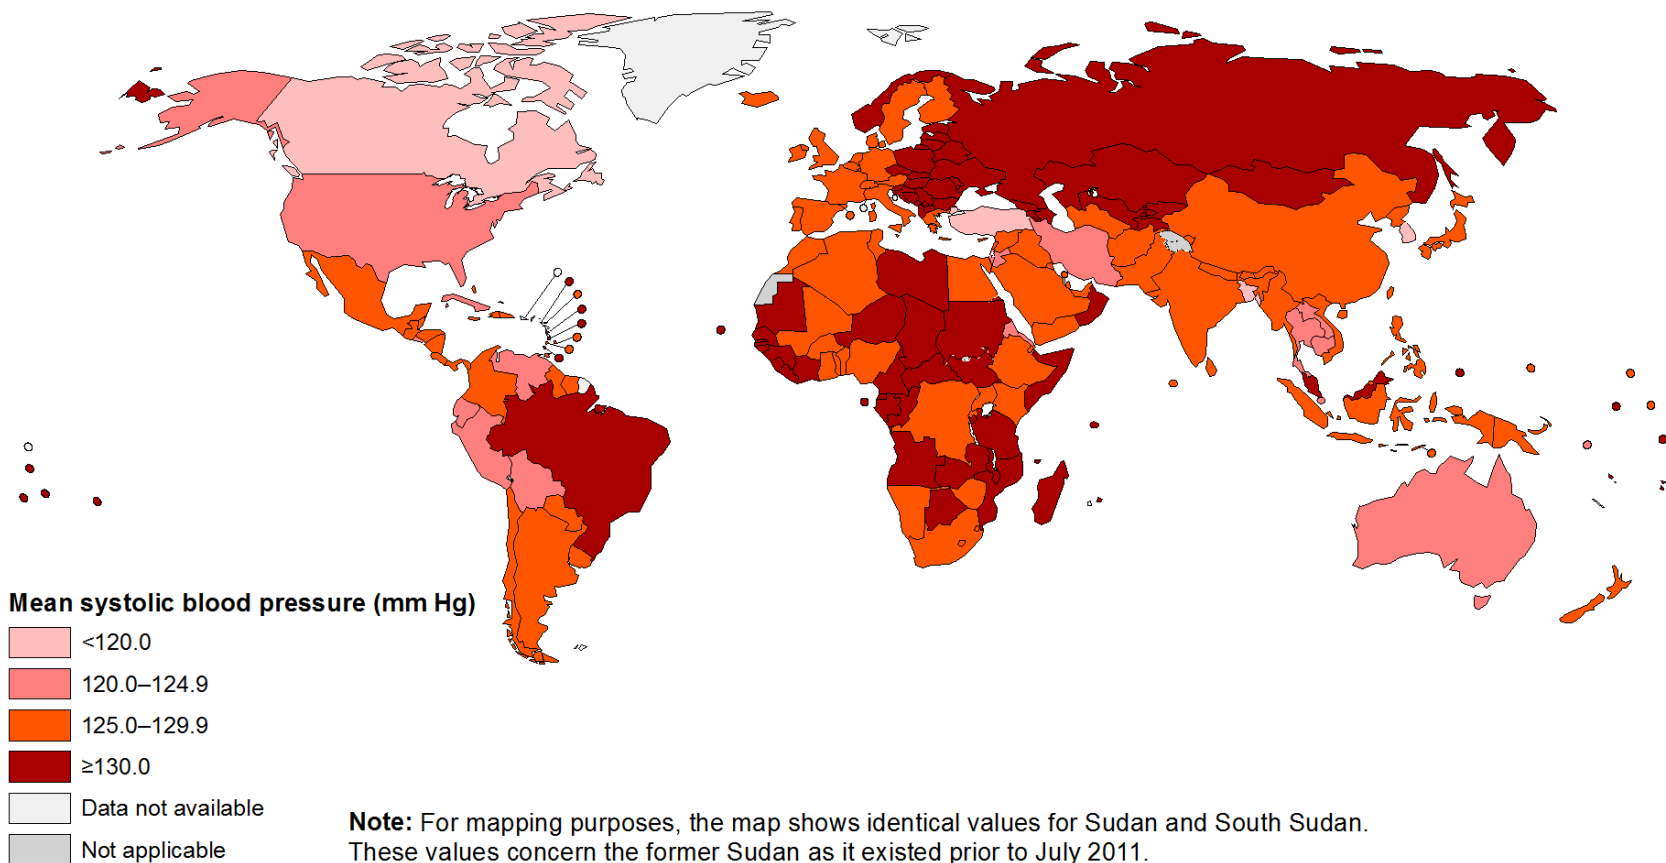 Mean systolic blood pressure (mm Hg)
<120.0
120.0–124.9
125.0–129.9
≥130.0
Data not available
Not applicable
Note: For mapping purposes, the map shows identical values for Sudan and South Sudan.
These values concern the former Sudan as it existed prior to July 2011.